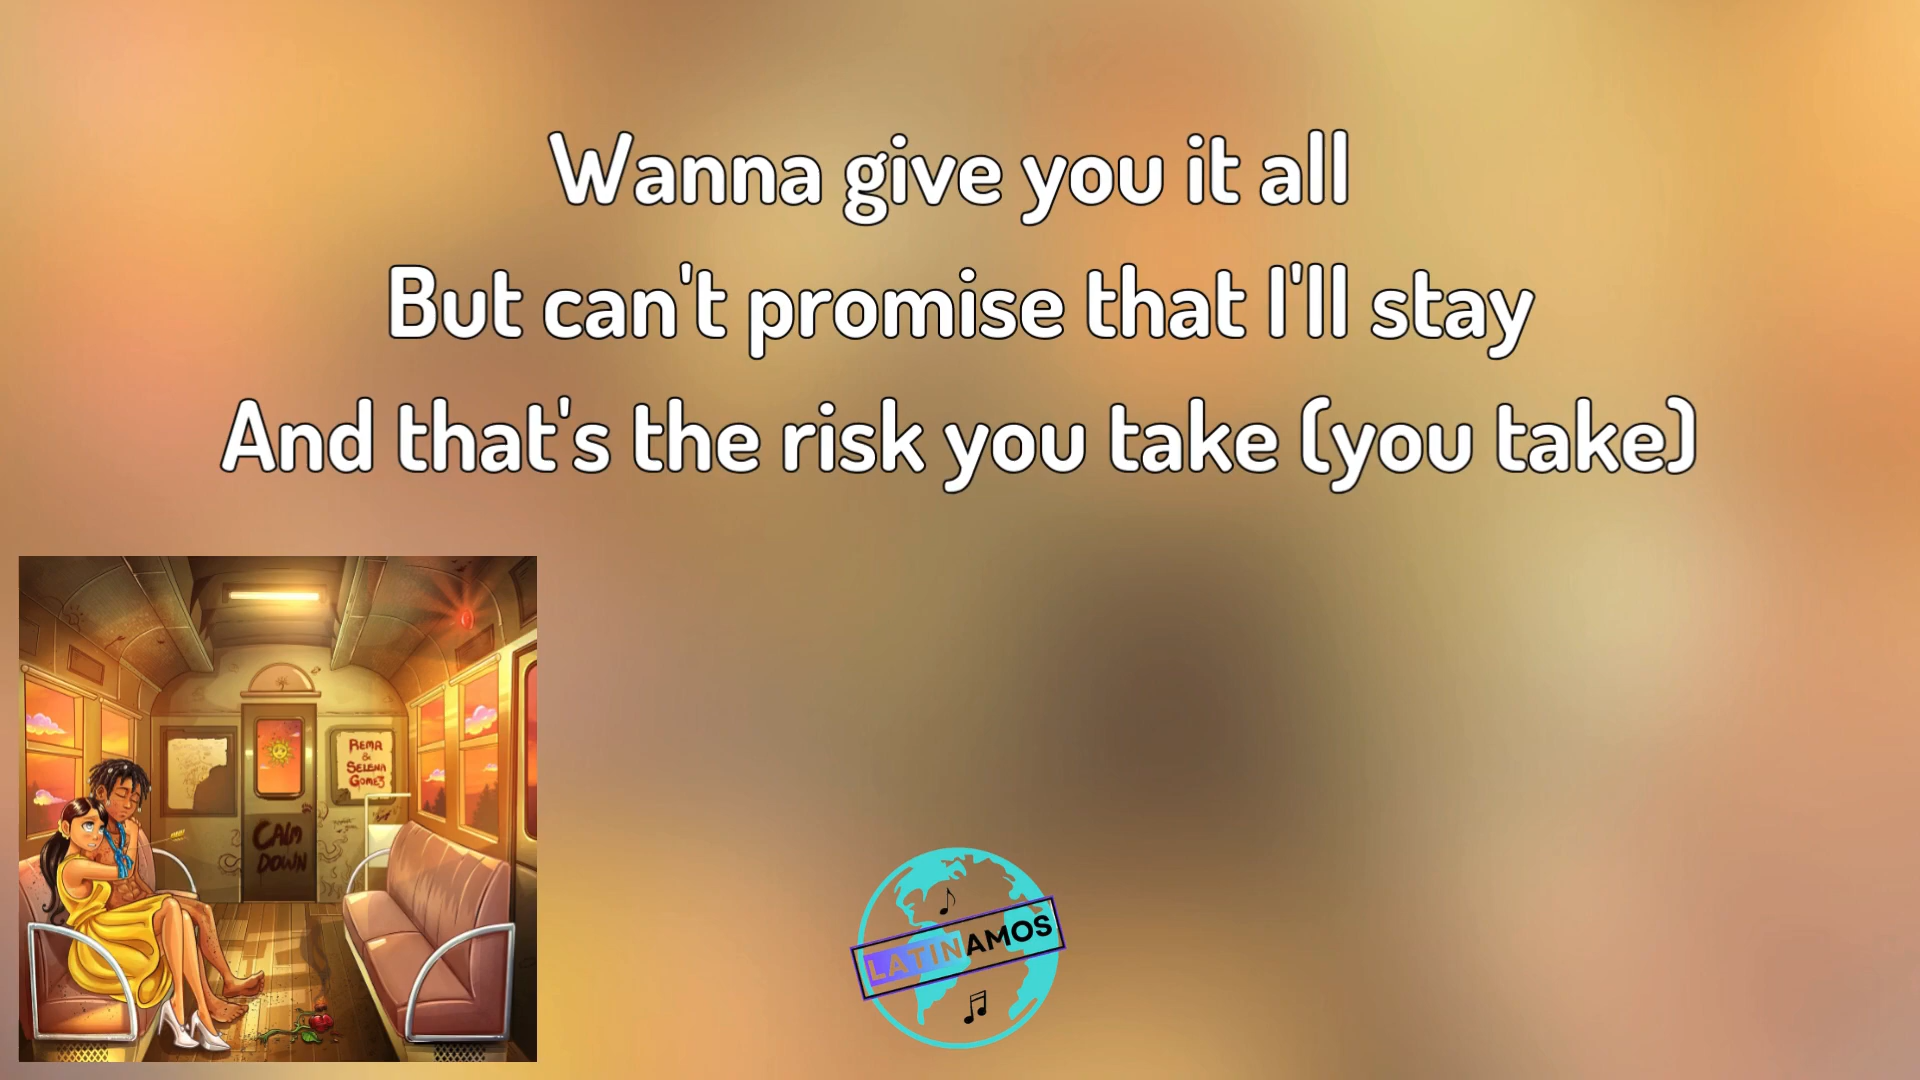 Wanna give you it all
But can't promise that I'll stay
And that's the risk you take (you take)
REMA
&
SELENA
GOMEZ
CALM
DOWN
LATINAMOS